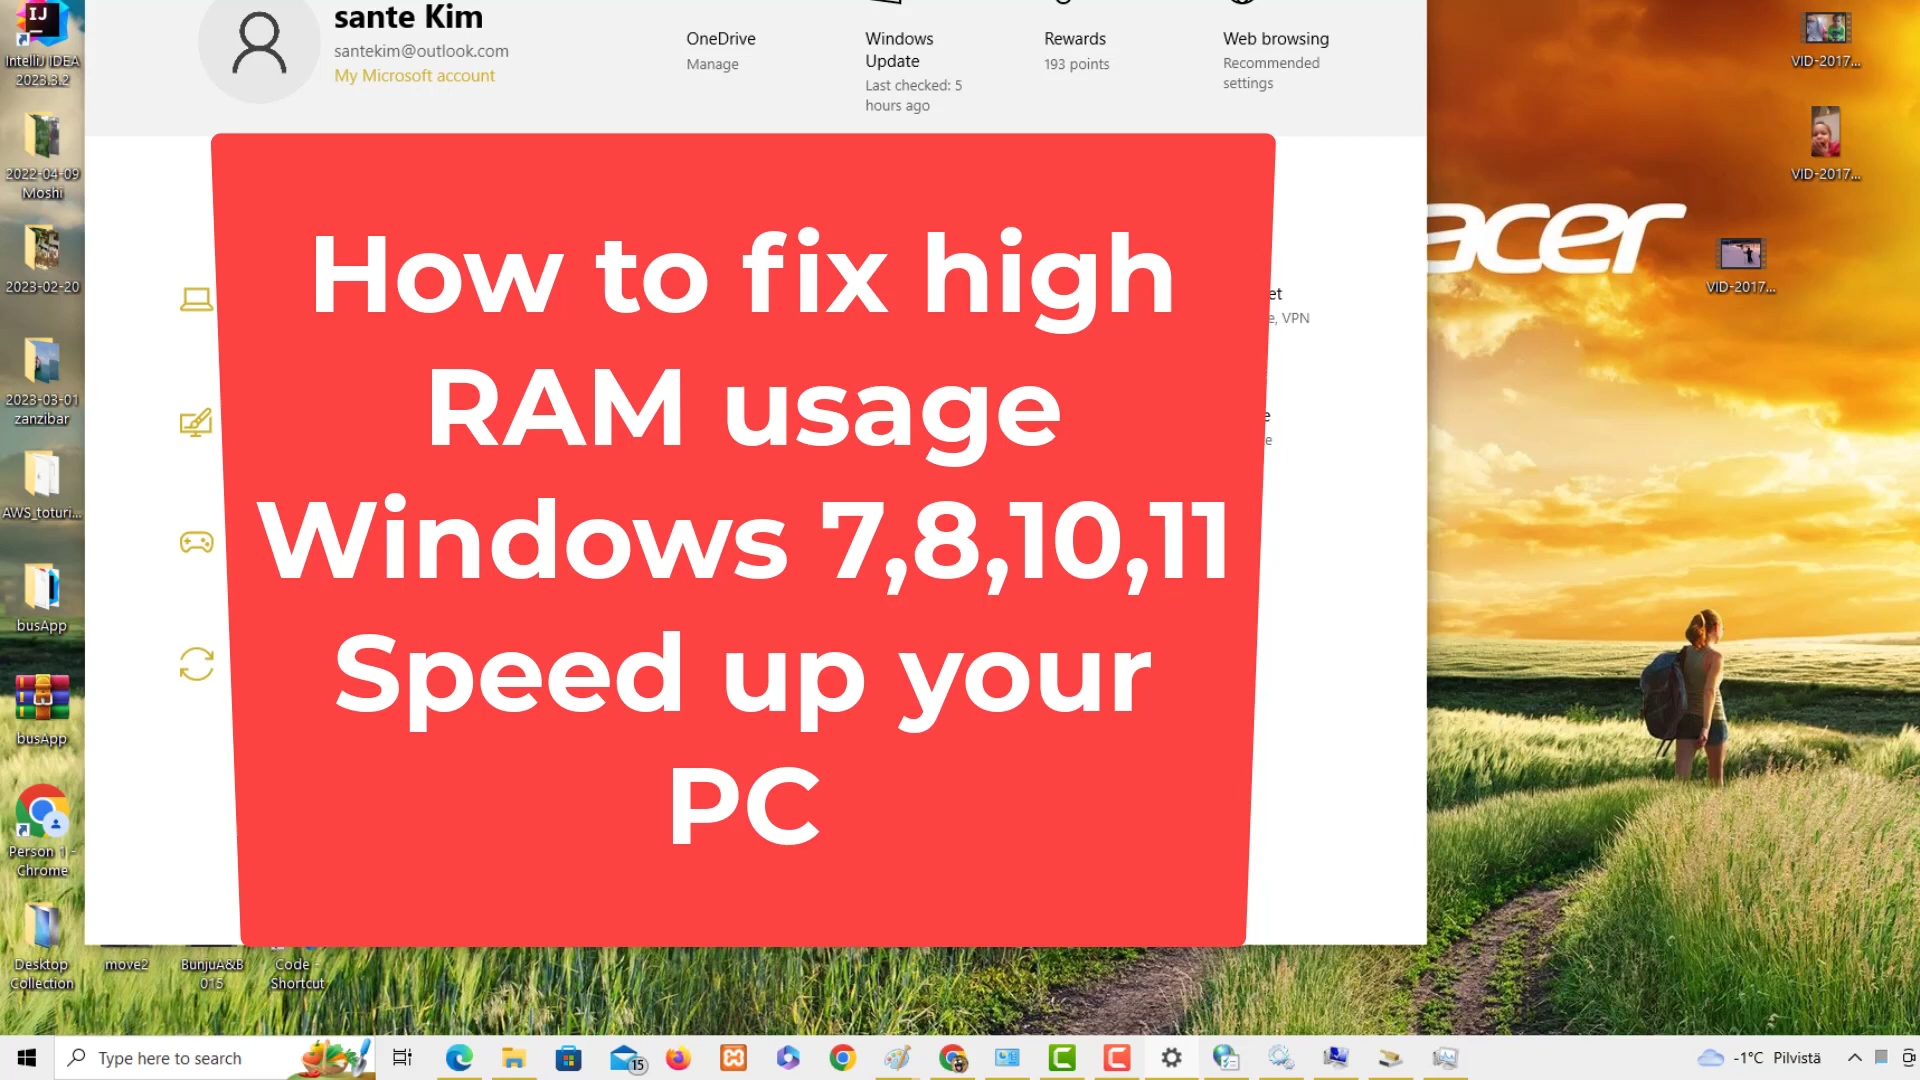 IJ
IntelliJ IDEA
2023.3.2
2022-04-09
Moshi
2023-02-20
2023-03-01
zanzibar
AWS_toturi...
busApp
busApp
Person 1 -
Chrome
Desktop
Collection
move2
BunjuA&B
015
Code -
Shortcut
sante Kim
santekim@outlook.com
My Microsoft account
OneDrive
Manage
Windows
Update
Last checked: 5
hours ago
Rewards
193 points
Web browsing
Recommended
settings
How to fix high
RAM usage
Windows 7,8,10,11
Speed up your
PC
et
e, VPN
e
e
acer
VID-2017...
VID-2017...
VID-2017...
Type here to search
15
-1°C Pilvistä